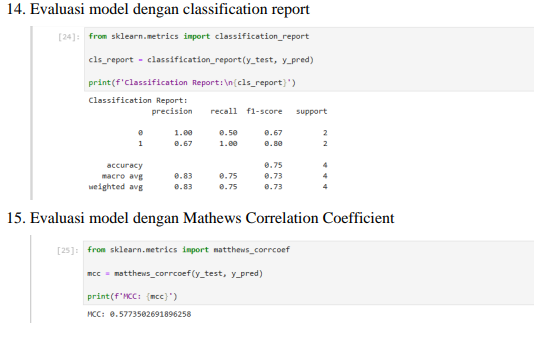 14. Evaluasi model dengan classification report
[24]: from sklearn.metrics import classification_report
cls_report = classification_report(y_test, y_pred)
print(f'Classification Report:\n{cls_report}')
Classification Report:
precision recall f1-score support
0 1.00 0.50 0.67 2
1 0.67 1.00 0.80 2
accuracy 0.75 4
macro avg 0.83 0.75 0.73 4
weighted avg 0.83 0.75 0.73 4
15. Evaluasi model dengan Mathews Correlation Coefficient
[25]: from sklearn.metrics import matthews_corrcoef
mcc = matthews_corrcoef(y_test, y_pred)
print(f'MCC: {mcc}')
MCC: 0.5773502691896258